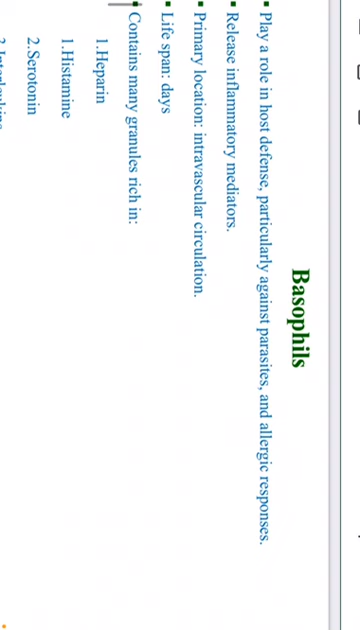 Basophils
▪ Play a role in host defense, particularly against parasites, and allergic responses.
▪ Release inflammatory mediators.
▪ Primary location: intravascular circulation.
▪ Life span: days
▪ Contains many granules rich in:
1.Heparin
1.Histamine
2.Serotonin